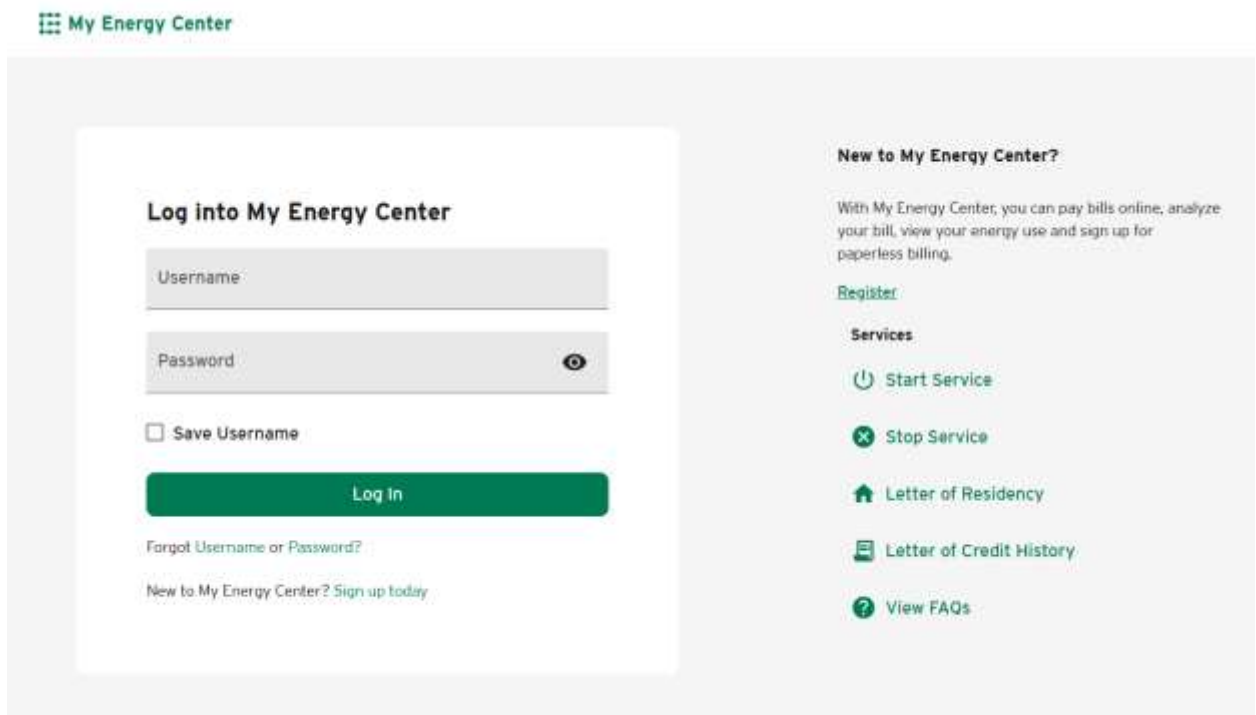 My Energy Center
Log into My Energy Center
Username
Password
Save Username
Log In
Forgot Username or Password?
New to My Energy Center? Sign up today
New to My Energy Center?
With My Energy Center, you can pay bills online, analyze
your bill, view your energy use and sign up for
paperless billing.
Register
Services
Start Service
Stop Service
Letter of Residency
Letter of Credit History
View FAQs